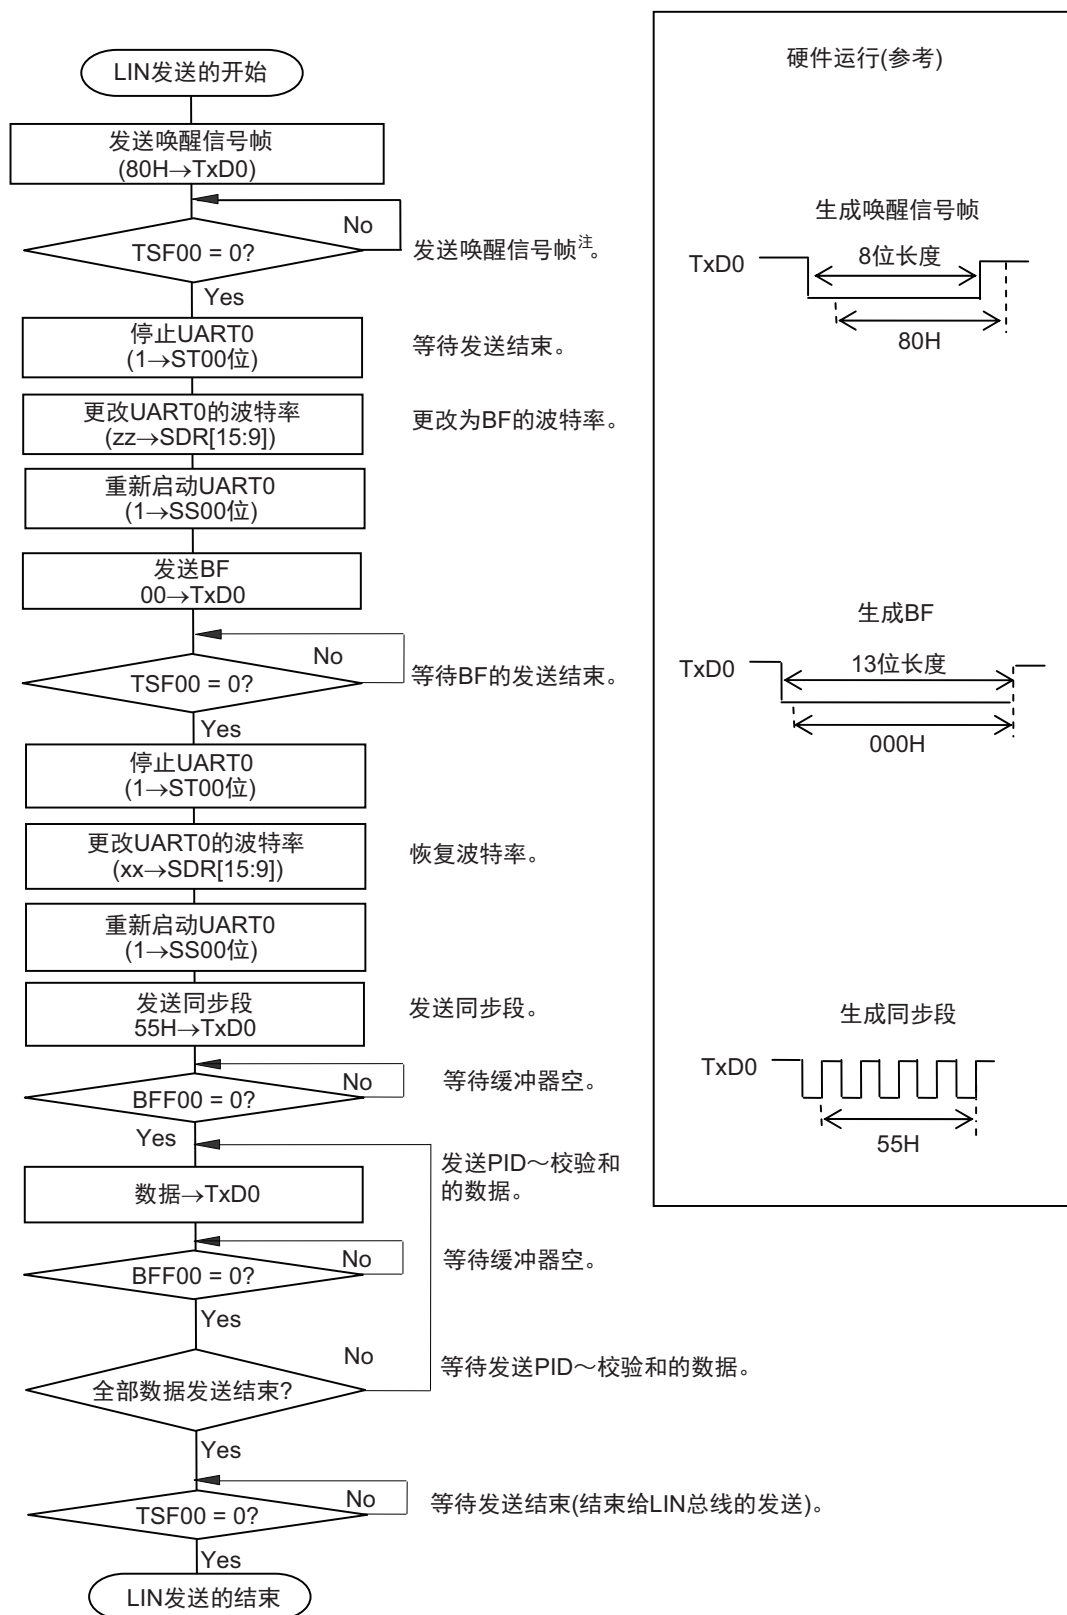 LIN发送的开始
发送唤醒信号帧
(80H→TxD0)
No
TSF00 = 0?
发送唤醒信号帧注。
Yes
停止UART0
(1→ST00位)
等待发送结束。
更改UART0的波特率
(zz→SDR[15:9])
更改为BF的波特率。
重新启动UART0
(1→SS00位)
发送BF
00→TxD0
No
TSF00 = 0?
等待BF的发送结束。
Yes
停止UART0
(1→ST00位)
更改UART0的波特率
(xx→SDR[15:9])
恢复波特率。
重新启动UART0
(1→SS00位)
发送同步段
55H→TxD0
发送同步段。
No
BFF00 = 0?
等待缓冲器空。
Yes
发送PID～校验和
的数据。
数据→TxD0
No
BFF00 = 0?
等待缓冲器空。
Yes
No
全部数据发送结束?
等待发送PID～校验和的数据。
Yes
No
TSF00 = 0?
等待发送结束(结束给LIN总线的发送)。
Yes
LIN发送的结束
硬件运行(参考)
生成唤醒信号帧
TxD0
8位长度
80H
生成BF
TxD0
13位长度
000H
生成同步段
TxD0
55H